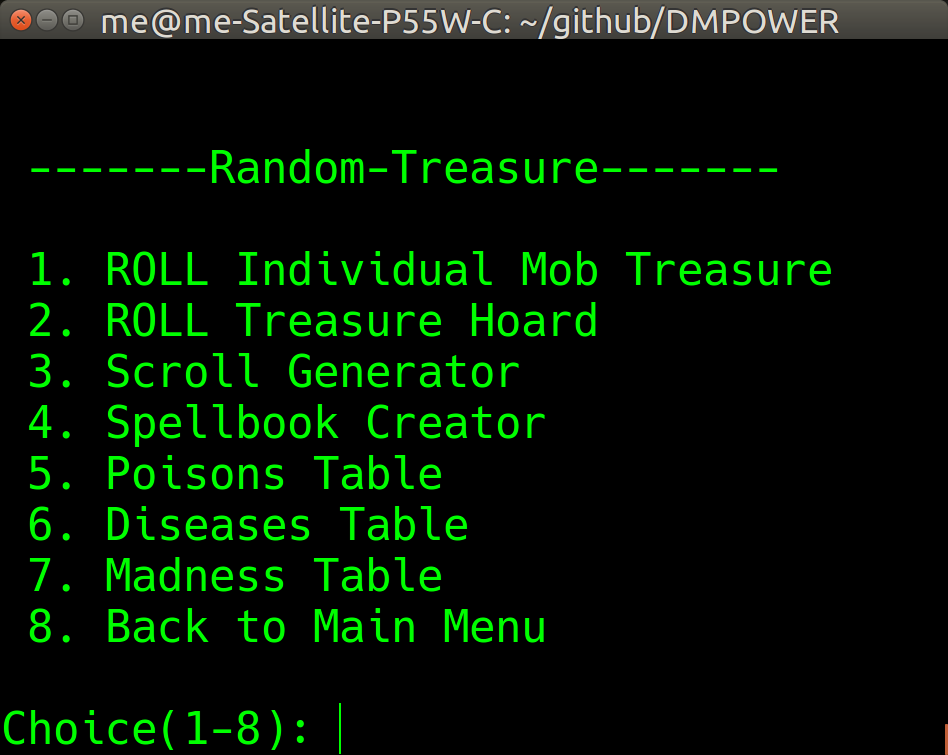 me@me-Satellite-P55W-C: ~/github/DMPOWER
-------Random-Treasure-------
1. ROLL Individual Mob Treasure
2. ROLL Treasure Hoard
3. Scroll Generator
4. Spellbook Creator
5. Poisons Table
6. Diseases Table
7. Madness Table
8. Back to Main Menu
Choice(1-8):